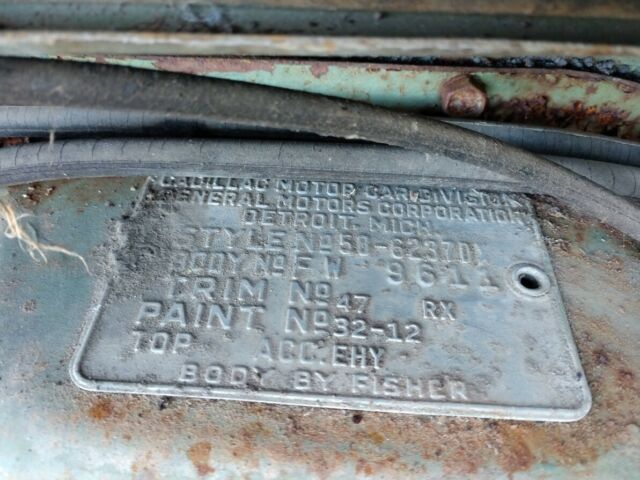 CADILLAC MOTOR CAR DIVISION
GENERAL MOTORS CORPORATION
DETROIT, MICH.
STYLE No 58-6237DX
BODY No FW 9611
TRIM No 47 RX
PAINT No 32-12
TOP ACC. EHY
BODY BY FISHER